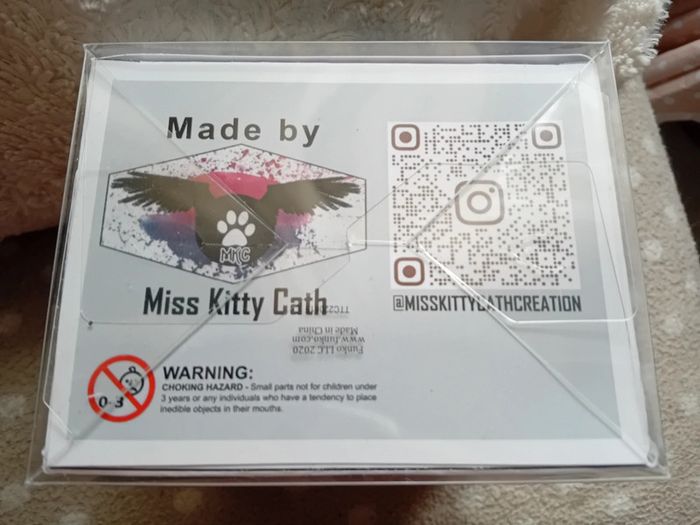 Made by
MKC
Miss Kitty Cath
@MISSKITTYCATHCREATION
Funko LLC 2020
www.funko.com
Made in China
0-3
WARNING:
CHOKING HAZARD - Small parts not for children under
3 years or any individuals who have a tendency to place
inedible objects in their mouths.